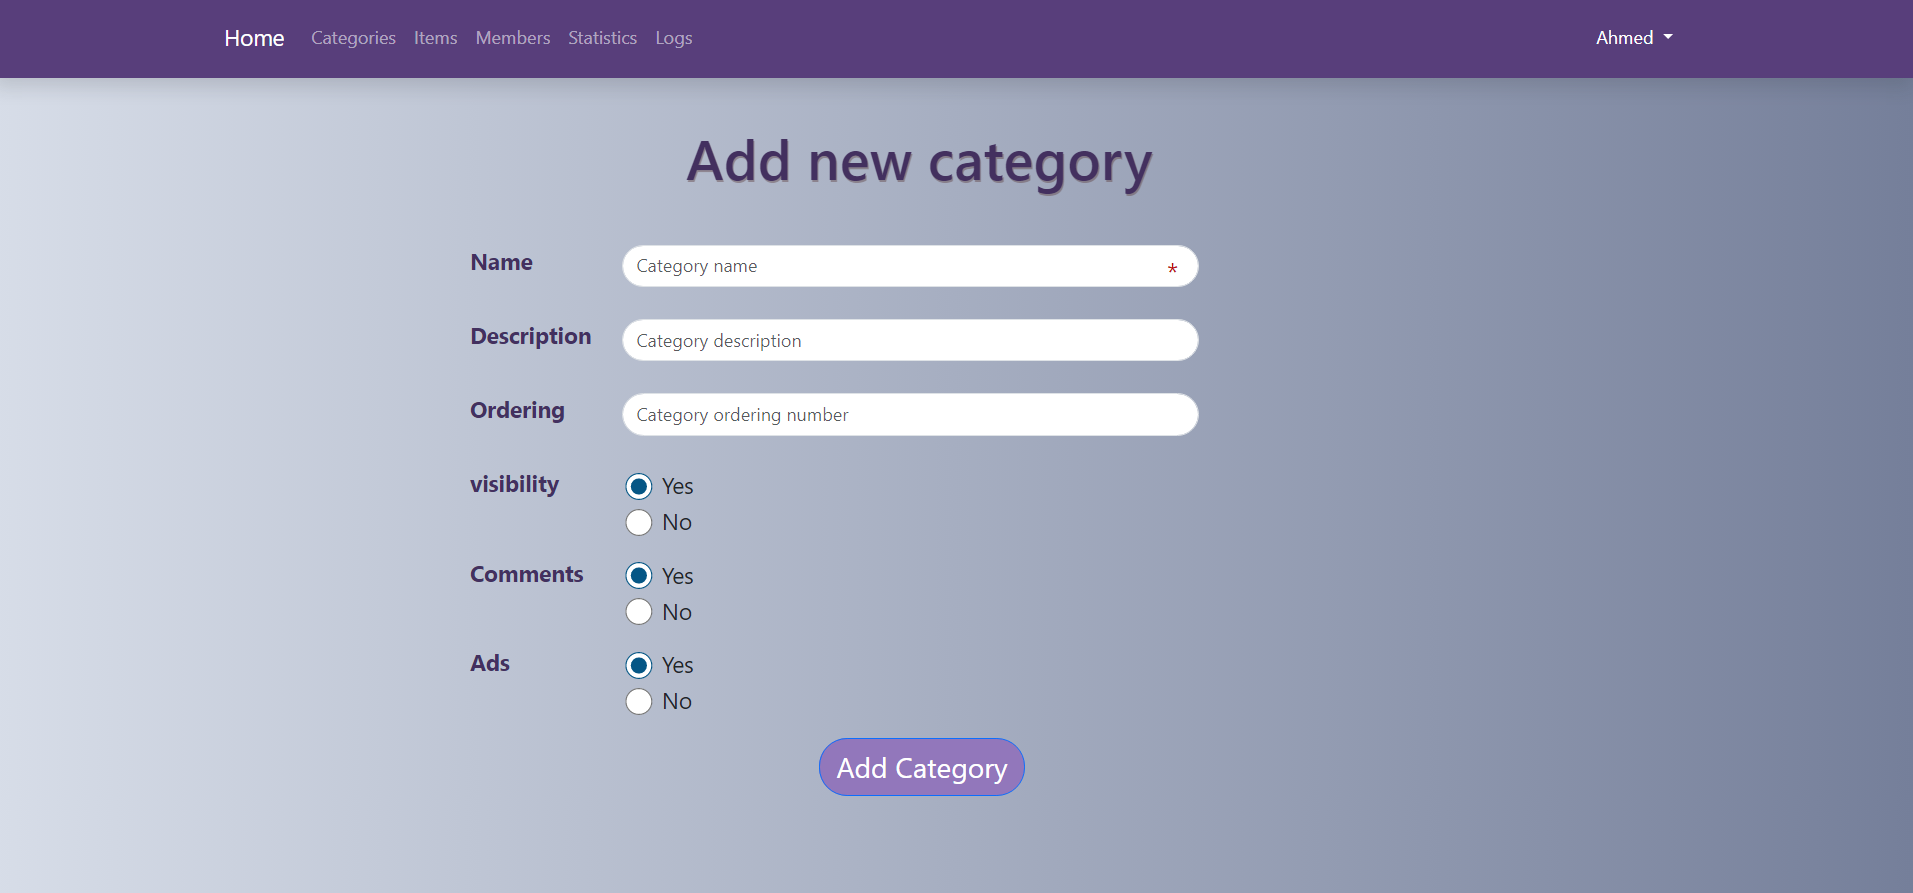 Home Categories Items Members Statistics Logs Ahmed
Add new category
Name Category name *
Description Category description
Ordering Category ordering number
visibility Yes
No
Comments Yes
No
Ads Yes
No
Add Category